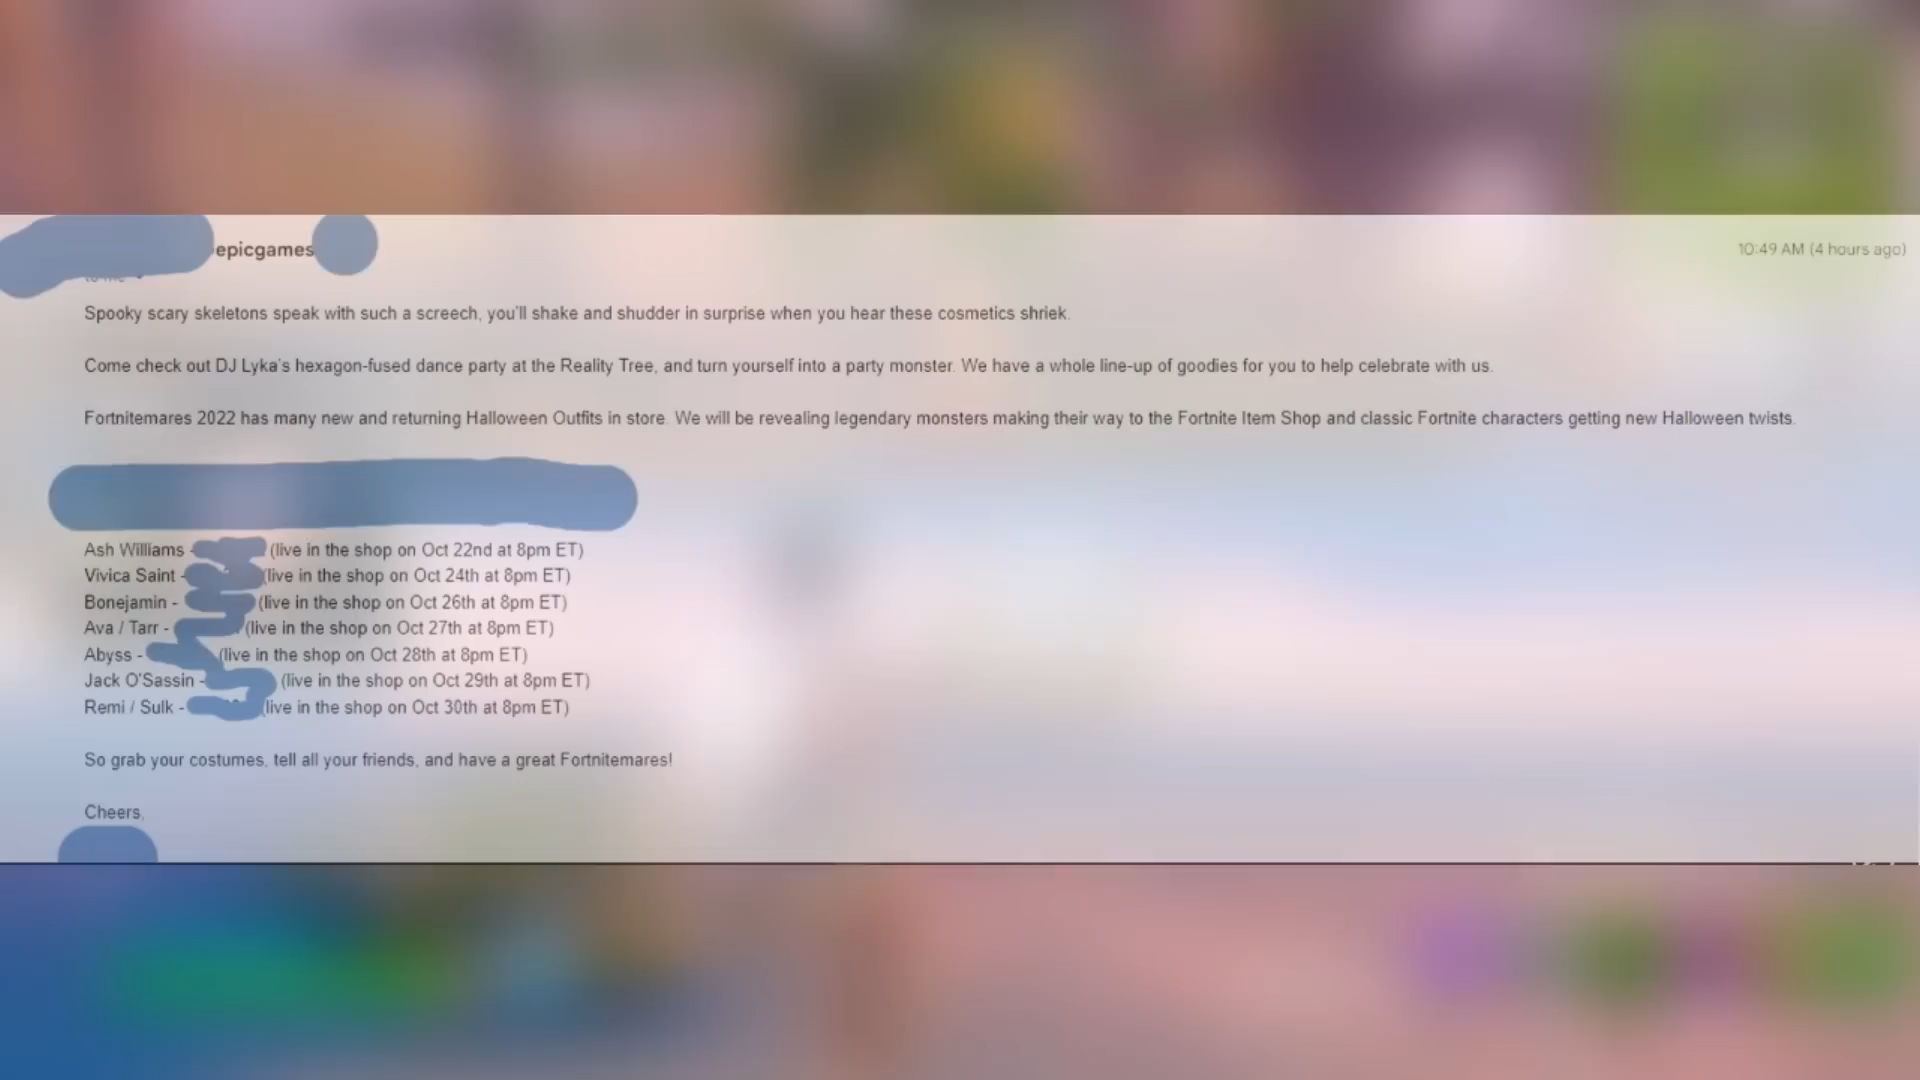 epicgames
10:49 AM (4 hours ago)
to me
Spooky scary skeletons speak with such a screech, you'll shake and shudder in surprise when you hear these cosmetics shriek.
Come check out DJ Lyka's hexagon-fused dance party at the Reality Tree, and turn yourself into a party monster. We have a whole line-up of goodies for you to help celebrate with us.
Fortnitemares 2022 has many new and returning Halloween Outfits in store. We will be revealing legendary monsters making their way to the Fortnite Item Shop and classic Fortnite characters getting new Halloween twists.
Ash Williams - (live in the shop on Oct 22nd at 8pm ET)
Vivica Saint - (live in the shop on Oct 24th at 8pm ET)
Bonejamin - (live in the shop on Oct 26th at 8pm ET)
Ava / Tarr - (live in the shop on Oct 27th at 8pm ET)
Abyss - (live in the shop on Oct 28th at 8pm ET)
Jack O'Sassin - (live in the shop on Oct 29th at 8pm ET)
Remi / Sulk - (live in the shop on Oct 30th at 8pm ET)
So grab your costumes, tell all your friends, and have a great Fortnitemares!
Cheers,